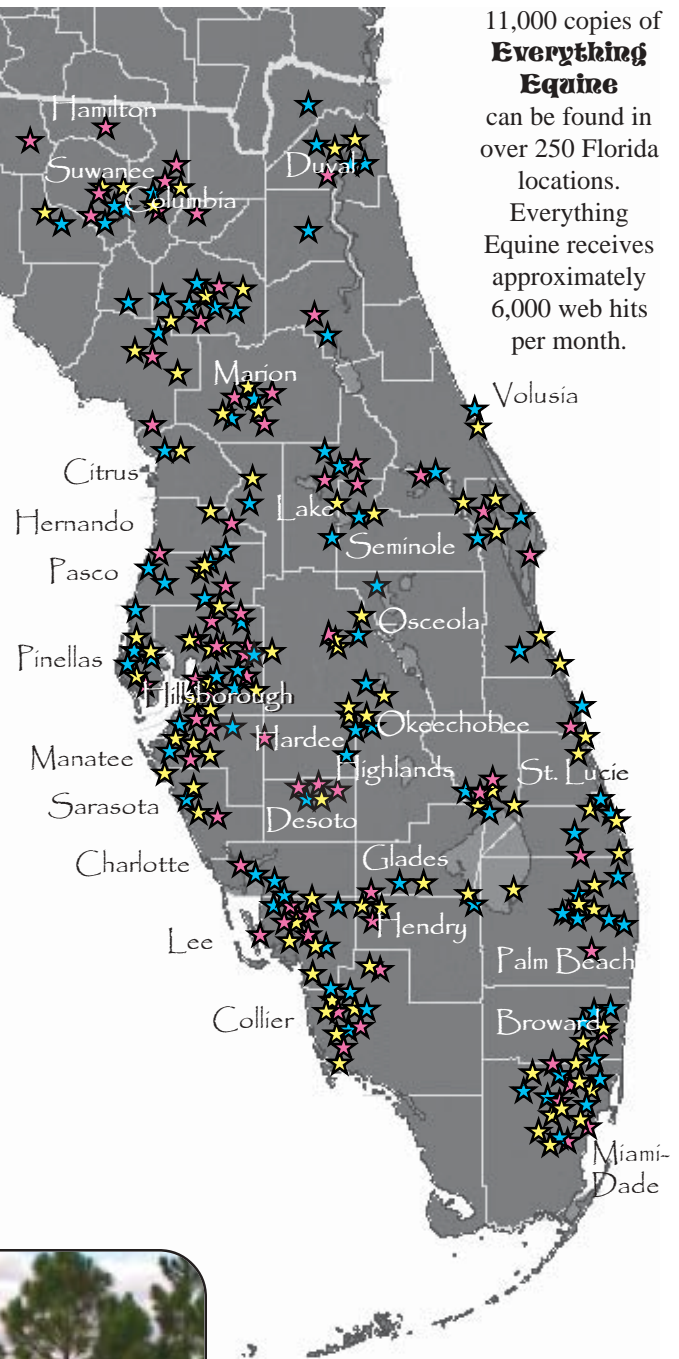 11,000 copies of
Everything
Equine
can be found in
over 250 Florida
locations.
Everything
Equine receives
approximately
6,000 web hits
per month.
Hamilton
Suwanee
Duval
Columbia
Marion
Volusia
Citrus
Lake
Hernando
Seminole
Pasco
Osceola
Pinellas
Hillsborough
Okeechobee
Hardee
Manatee
Highlands
St. Lucie
Sarasota
Desoto
Charlotte
Glades
Hendry
Lee
Palm Beach
Collier
Broward
Miami-
Dade